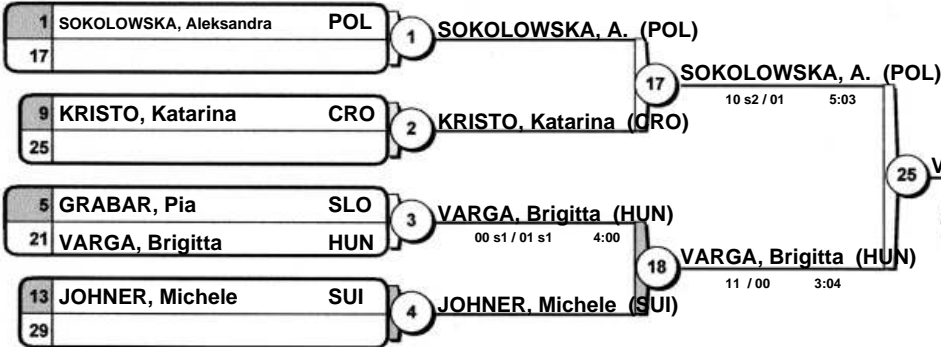 1 SOKOLOWSKA, Aleksandra POL
17
1
SOKOLOWSKA, A. (POL)
9 KRISTO, Katarina CRO
25
2
KRISTO, Katarina (CRO)
17
SOKOLOWSKA, A. (POL)
10 s2 / 01 5:03
5 GRABAR, Pia SLO
21 VARGA, Brigitta HUN
3
VARGA, Brigitta (HUN)
00 s1 / 01 s1 4:00
13 JOHNER, Michele SUI
29
4
JOHNER, Michele (SUI)
18
VARGA, Brigitta (HUN)
11 / 00 3:04
25
V